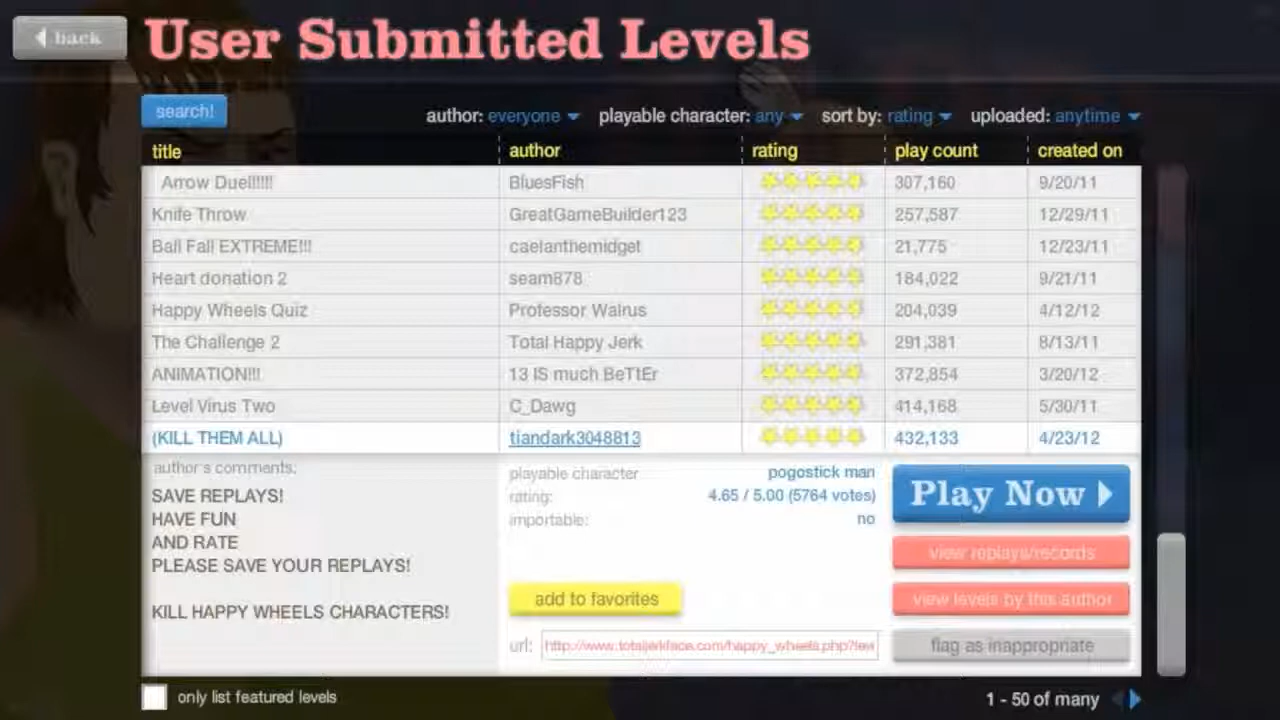 back
User Submitted Levels
search!
author: everyone playable character: any sort by: rating uploaded: anytime
title author rating play count created on
Arrow Duel!!!!! BluesFish 307,160 9/20/11
Knife Throw GreatGameBuilder123 257,587 12/29/11
Ball Fall EXTREME!!! caelanthemidget 21,775 12/23/11
Heart donation 2 seam878 184,022 9/21/11
Happy Wheels Quiz Professor Walrus 204,039 4/12/12
The Challenge 2 Total Happy Jerk 291,381 8/13/11
ANIMATION!!! 13 IS much BeTtEr 372,854 3/20/12
Level Virus Two C_Dawg 414,168 5/30/11
(KILL THEM ALL) tiandark3048813 432,133 4/23/12
author's comments:
SAVE REPLAYS!
HAVE FUN
AND RATE
PLEASE SAVE YOUR REPLAYS!
KILL HAPPY WHEELS CHARACTERS!
playable character pogostick man
rating: 4.65 / 5.00 (5764 votes)
importable: no
add to favorites
url: http://www.totaljerkface.com/happy_wheels.php?lev
Play Now
view replays/records
view levels by this author
flag as inappropriate
only list featured levels
1 - 50 of many